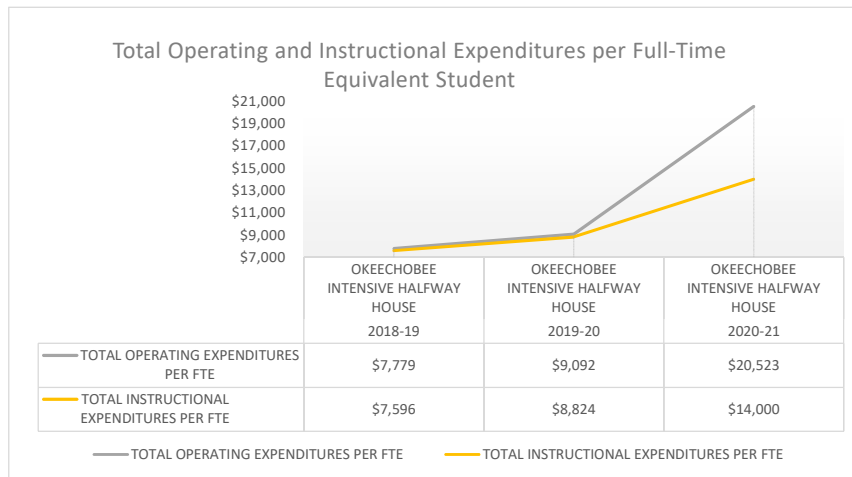 Total Operating and Instructional Expenditures per Full-Time
Equivalent Student
$21,000
$19,000
$17,000
$15,000
$13,000
$11,000
$9,000
$7,000
OKEECHOBEE
INTENSIVE HALFWAY
HOUSE
OKEECHOBEE
INTENSIVE HALFWAY
HOUSE
OKEECHOBEE
INTENSIVE HALFWAY
HOUSE
2018-19 2019-20 2020-21
TOTAL OPERATING EXPENDITURES
PER FTE
$7,779 $9,092 $20,523
TOTAL INSTRUCTIONAL
EXPENDITURES PER FTE
$7,596 $8,824 $14,000
TOTAL OPERATING EXPENDITURES PER FTE TOTAL INSTRUCTIONAL EXPENDITURES PER FTE